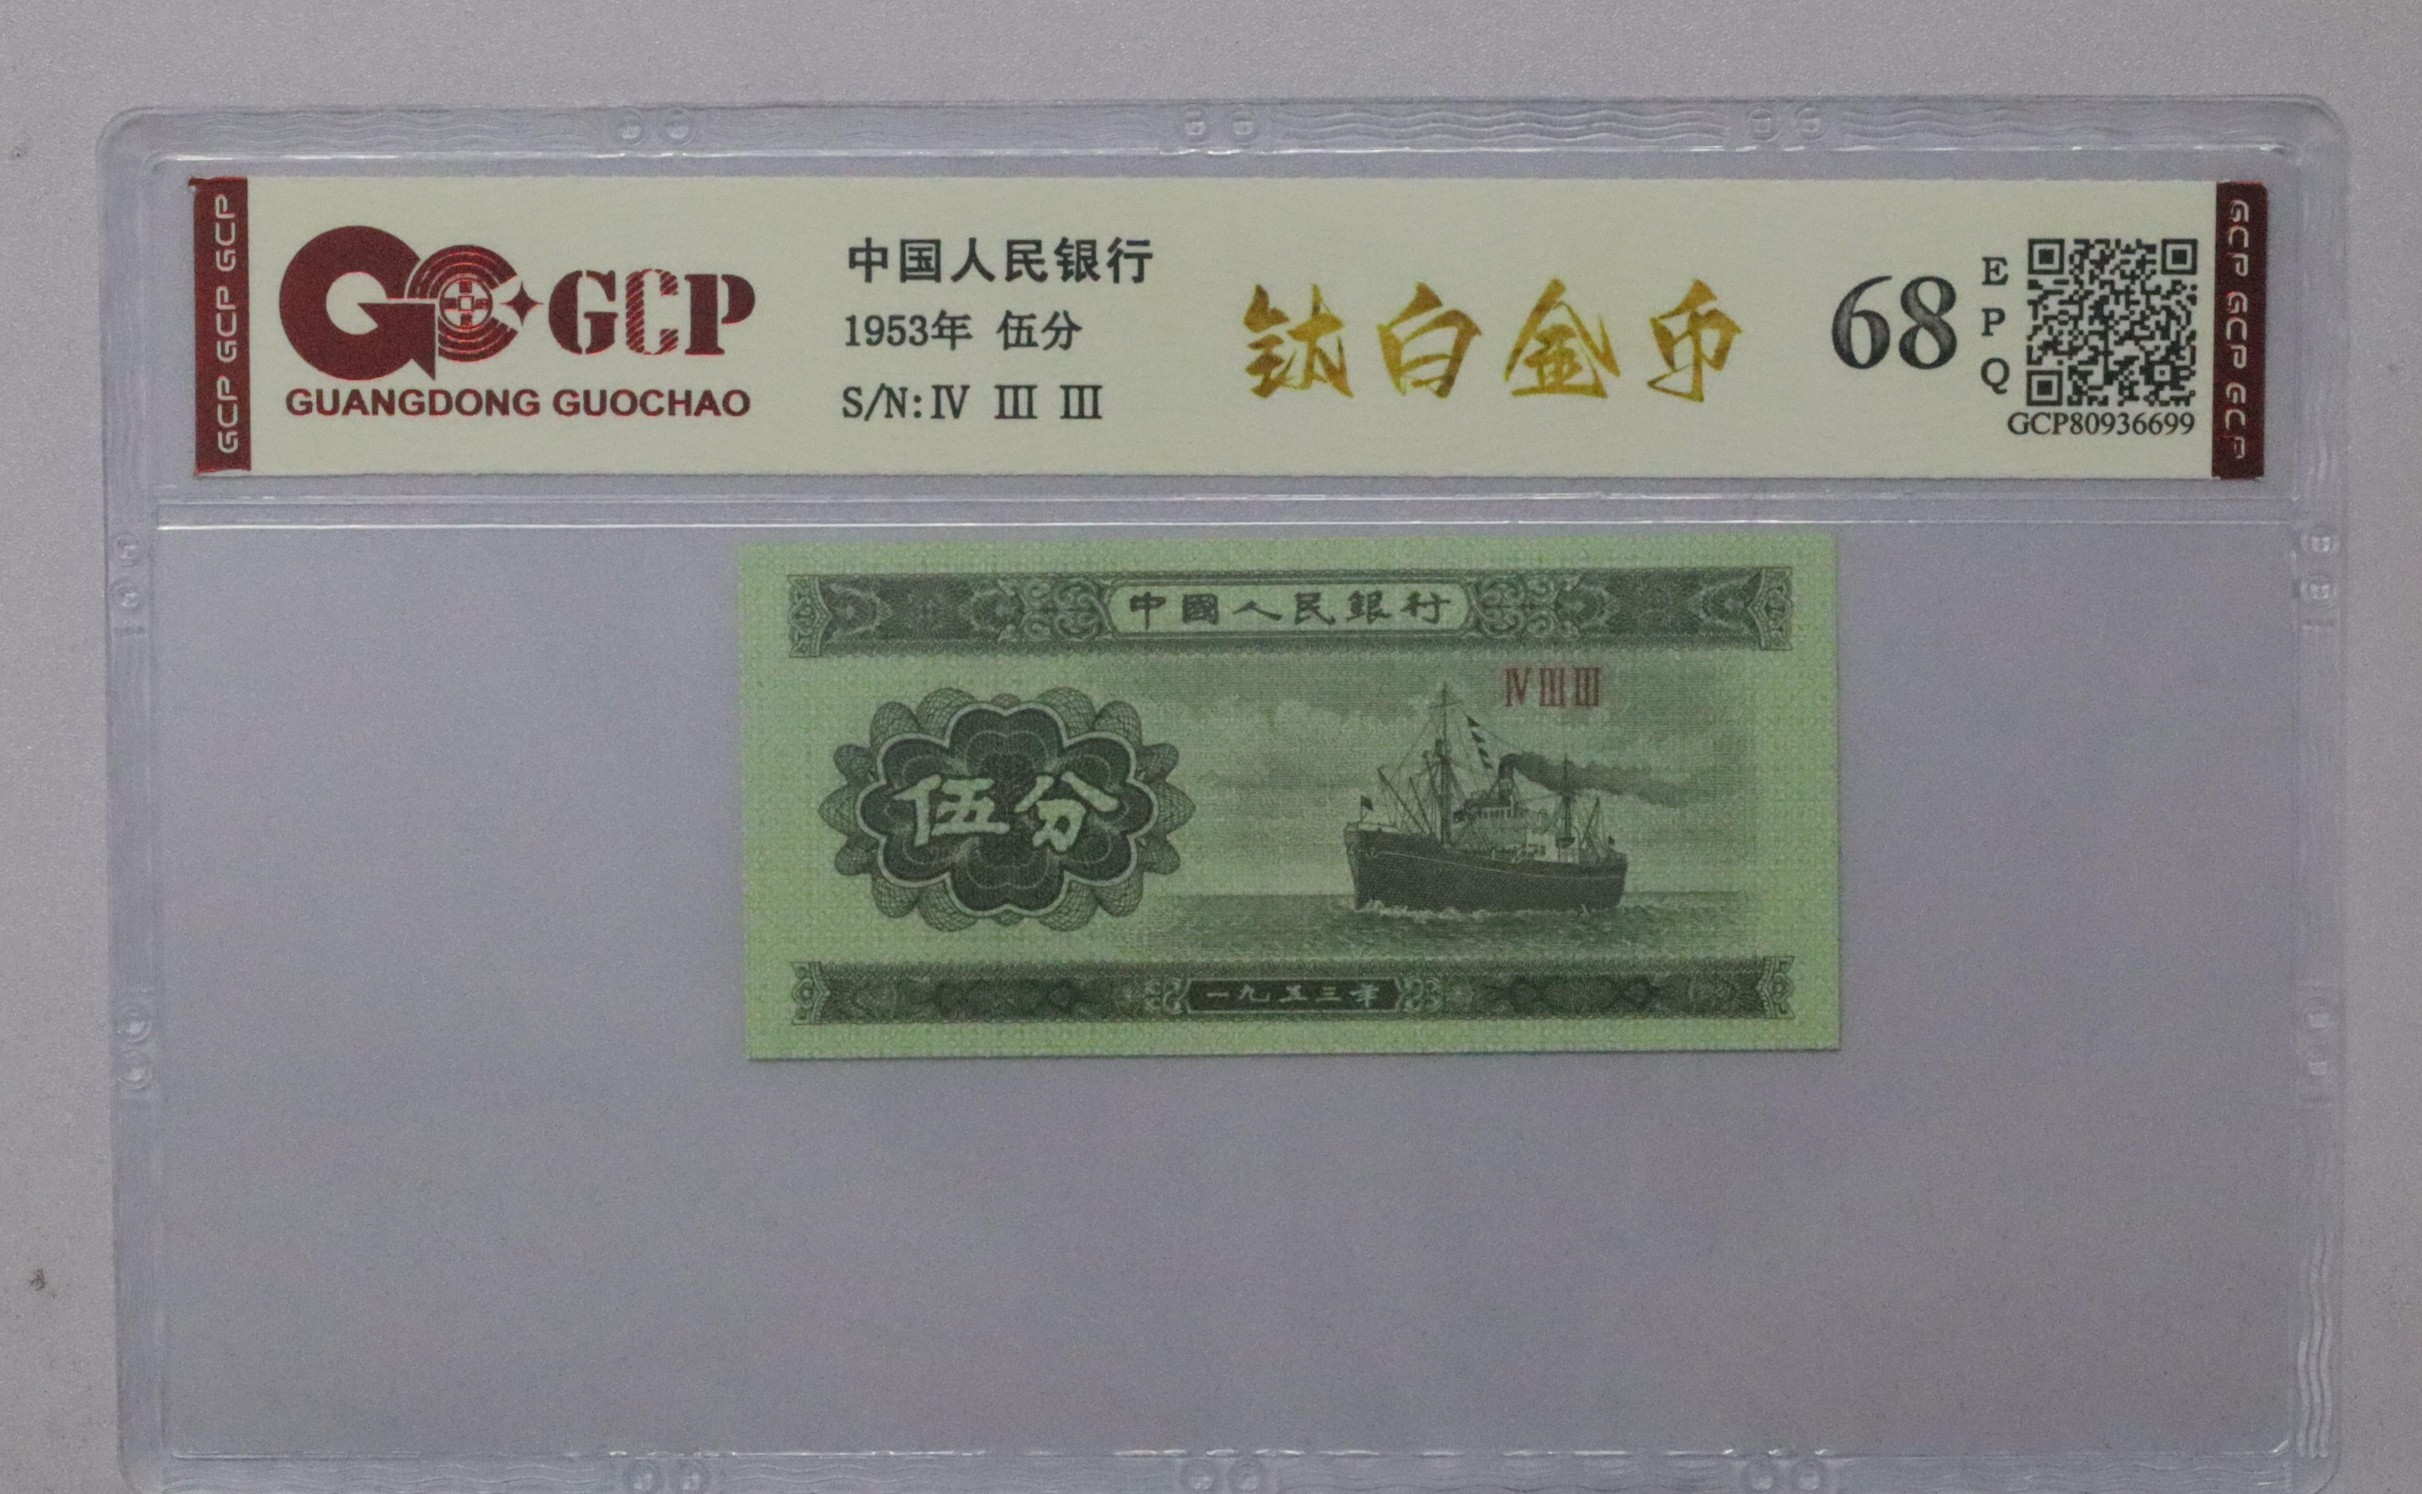 GCP GCP GCP
GCP
GUANGDONG GUOCHAO
中国人民银行
1953年 伍分
S/N: IV III III
钛白金币
68
E
P
Q
GCP80936699
GCP GCP GCP
中國人民銀行
IV III III
伍分
一九五三年